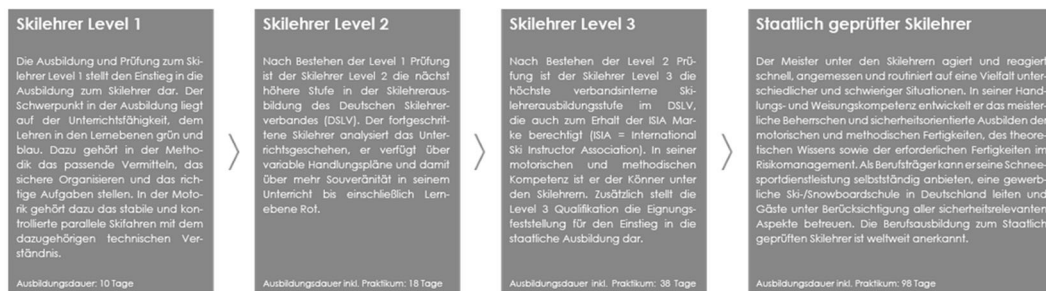 Skilehrer Level 1
Die Ausbildung und Prüfung zum Ski-
lehrer Level 1 stellt den Einstieg in die
Ausbildung zum Skilehrer dar. Der
Schwerpunkt in der Ausbildung liegt
auf der Unterrichtsfähigkeit, dem
Lehren in den Lernebenen grün und
blau. Dazu gehört in der Metho-
dik das passende Vermitteln, das
sichere Organisieren und das rich-
tige Aufgaben stellen. In der Moto-
rik gehört dazu das stabile und kon-
trollierte parallele Skifahren mit dem
dazugehörigen technischen Ver-
ständnis.
Ausbildungsdauer: 10 Tage
Skilehrer Level 2
Nach Bestehen der Level 1 Prüfung
ist der Skilehrer Level 2 die nächst
höhere Stufe in der Skilehreraus-
bildung des Deutschen Skilehrer-
verbandes (DSLV). Der fortgeschrit-
tene Skilehrer analysiert das Unter-
richtsgeschehen, er verfügt über
variable Handlungspläne und damit
über mehr Souveränität in seinem
Unterricht bis einschließlich Lern-
ebene Rot.
Ausbildungsdauer inkl. Praktikum: 18 Tage
Skilehrer Level 3
Nach Bestehen der Level 2 Prü-
fung ist der Skilehrer Level 3 die
höchste verbandsinterne Ski-
lehrerausbildungsstufe im DSLV,
die auch zum Erhalt der ISIA Mar-
ke berechtigt (ISIA = International
Ski Instructor Association). In seiner
motorischen und methodischen
Kompetenz ist er der Könner unter
den Skilehrern. Zusätzlich stellt die
Level 3 Qualifikation die Eignungs-
feststellung für den Einstieg in die
staatliche Ausbildung dar.
Ausbildungsdauer inkl. Praktikum: 38 Tage
Staatlich geprüfter Skilehrer
Der Meister unter den Skilehrern agiert und reagiert
schnell, angemessen und routiniert auf eine Vielfalt unter-
schiedlicher und schwieriger Situationen. In seiner Hand-
lungs- und Weisungskompetenz entwickelt er das meister-
liche Beherrschen und sicherheitsorientierte Ausbilden der
motorischen und methodischen Fertigkeiten, des theore-
tischen Wissens sowie der erforderlichen Fertigkeiten im
Risikomanagement. Als Berufsträger kann er seine Schnee-
sportdienstleistung selbstständig anbieten, eine gewerb-
liche Ski-/Snowboardschule in Deutschland leiten und
Gäste unter Berücksichtigung aller sicherheitsrelevanten
Aspekte betreuen. Die Berufsausbildung zum Staatlich
geprüften Skilehrer ist weltweit anerkannt.
Ausbildungsdauer inkl. Praktikum: 98 Tage